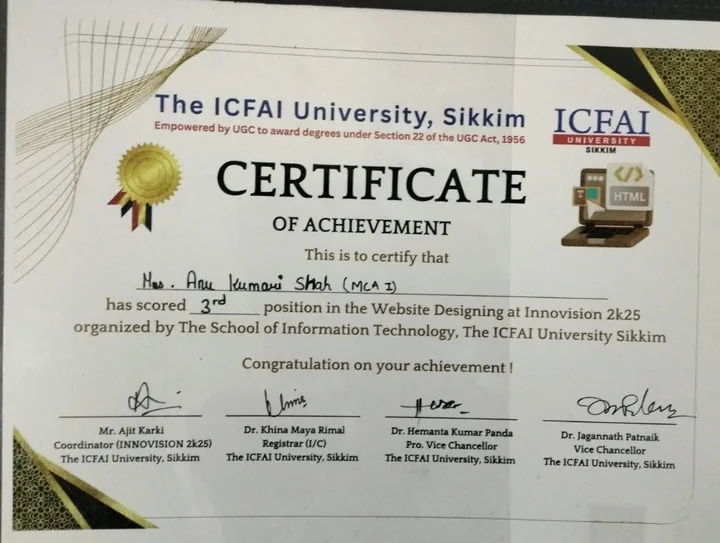 The ICFAI University, Sikkim
Empowered by UGC to award degrees under Section 22 of the UGC Act, 1956
ICFAI
UNIVERSITY
SIKKIM
</>
T
HTML
CERTIFICATE
OF ACHIEVEMENT
This is to certify that
Anu Kumari Shah (MCA I)
has scored 3rd position in the Website Designing at Innovision 2k25
organized by The School of Information Technology, The ICFAI University Sikkim
Congratulation on your achievement !
Mr. Ajit Karki
Coordinator (INNOVISION 2k25)
The ICFAI University, Sikkim
Dr. Khina Maya Rimal
Registrar (I/C)
The ICFAI University, Sikkim
Dr. Hemanta Kumar Panda
Pro. Vice Chancellor
The ICFAI University, Sikkim
Dr. Jagannath Patnaik
Vice Chancellor
The ICFAI University, Sikkim